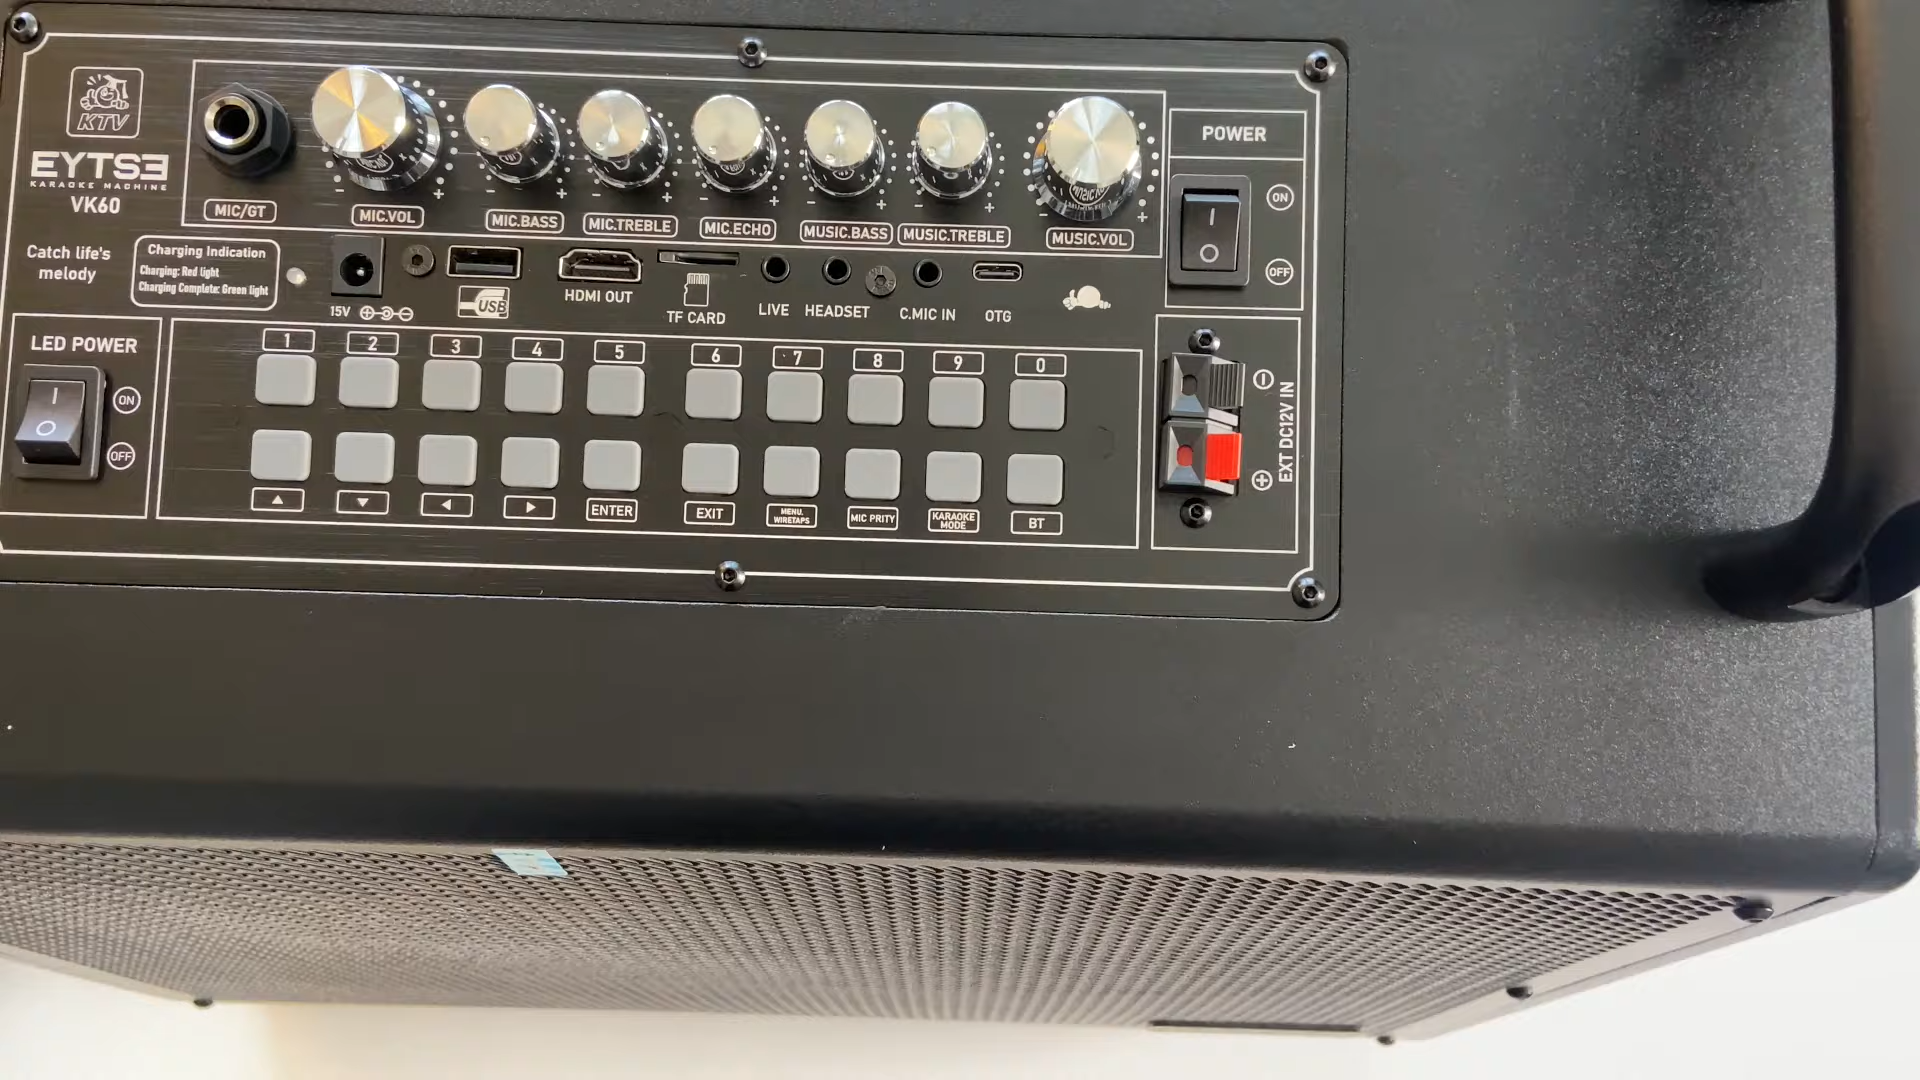 KTV
EYTSE
KARAOKE MACHINE
VK60
Catch life's
melody
MIC/GT
MIC.VOL
MIC.BASS
MIC.TREBLE
MIC.ECHO
MUSIC.BASS
MUSIC.TREBLE
MUSIC.VOL
- +
- +
- +
- +
- +
- +
- +
POWER
I
O
ON
OFF
Charging Indication
Charging: Red light
Charging Complete: Green light
15V
USB
HDMI OUT
TF CARD
LIVE
HEADSET
C.MIC IN
OTG
LED POWER
I
O
ON
OFF
1 2 3 4 5 6 7 8 9 0
ENTER
EXIT
MENU.
WIRETAPS
MIC PRITY
KARAOKE
MODE
BT
EXT DC12V IN